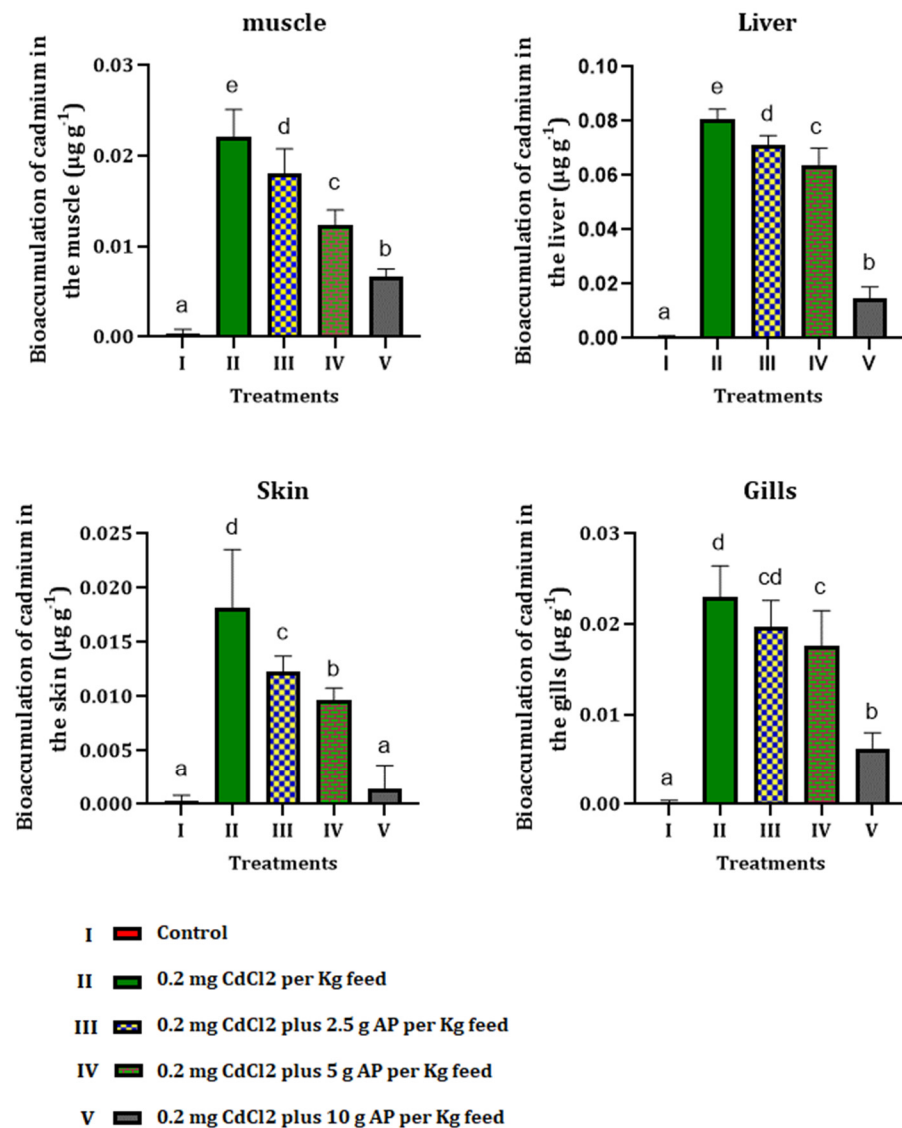 muscle
Bioaccumulation of cadmium in
the muscle (µg g-1)
0.03
0.02
0.01
0.00
e
d
c
b
a
I II III IV V
Treatments
Liver
Bioaccumulation of cadmium in
the liver (µg g-1)
0.10
0.08
0.06
0.04
0.02
0.00
e
d
c
b
a
I II III IV V
Treatments
Skin
Bioaccumulation of cadmium in
the skin (µg g-1)
0.025
0.020
0.015
0.010
0.005
0.000
d
c
b
a
a
I II III IV V
Treatments
Gills
Bioaccumulation of cadmium in
the gills (µg g-1)
0.03
0.02
0.01
0.00
d
cd
c
b
a
I II III IV V
Treatments
I Control
II 0.2 mg CdCl2 per Kg feed
III 0.2 mg CdCl2 plus 2.5 g AP per Kg feed
IV 0.2 mg CdCl2 plus 5 g AP per Kg feed
V 0.2 mg CdCl2 plus 10 g AP per Kg feed